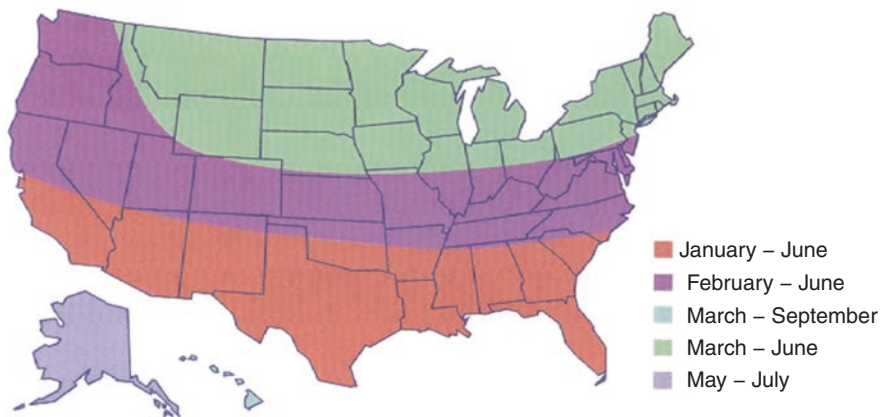 January – June
February – June
March – September
March – June
May – July